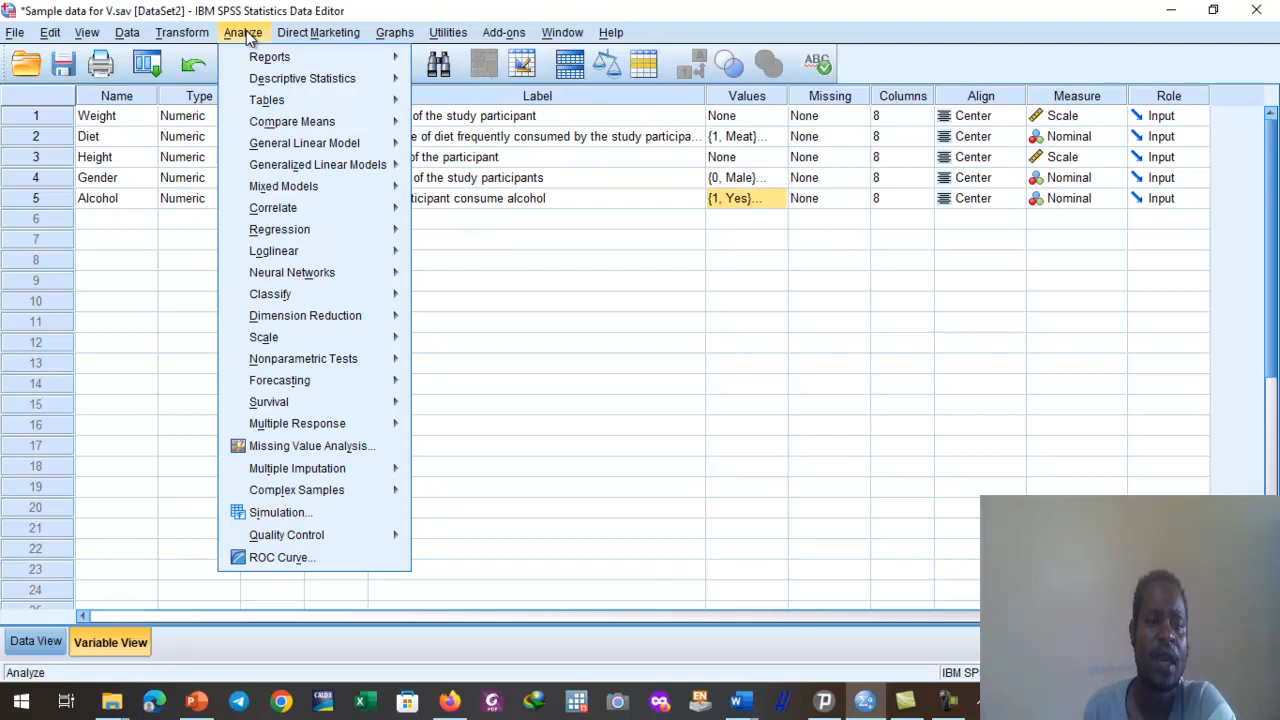 *Sample data for V.sav [DataSet2] - IBM SPSS Statistics Data Editor
File Edit View Data Transform Analyze Direct Marketing Graphs Utilities Add-ons Window Help
Reports
Descriptive Statistics
Tables
Compare Means
General Linear Model
Generalized Linear Models
Mixed Models
Correlate
Regression
Loglinear
Neural Networks
Classify
Dimension Reduction
Scale
Nonparametric Tests
Forecasting
Survival
Multiple Response
Missing Value Analysis...
Multiple Imputation
Complex Samples
Simulation...
Quality Control
ROC Curve...
ABC
Name Type Label Values Missing Columns Align Measure Role
1 Weight Numeric of the study participant None None 8 Center Scale Input
2 Diet Numeric e of diet frequently consumed by the study participa... {1, Meat}... None 8 Center Nominal Input
3 Height Numeric of the participant None None 8 Center Scale Input
4 Gender Numeric of the study participants {0, Male}... None 8 Center Nominal Input
5 Alcohol Numeric ticipant consume alcohol {1, Yes}... None 8 Center Nominal Input
6
7
8
9
10
11
12
13
14
15
16
17
18
19
20
21
22
23
24
Data View Variable View
Analyze IBM SP
EN